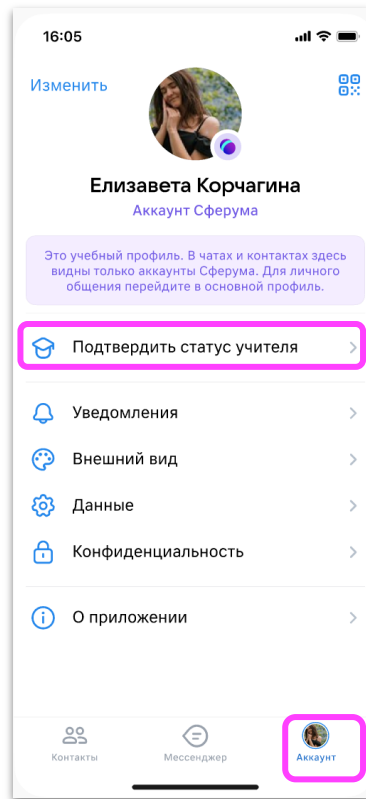 16:05
Изменить
Елизавета Корчагина
Аккаунт Сферума
Это учебный профиль. В чатах и контактах здесь
видны только аккаунты Сферума. Для личного
общения перейдите в основной профиль.
Подтвердить статус учителя
Уведомления
Внешний вид
Данные
Конфиденциальность
О приложении
Контакты
Мессенджер
Аккаунт